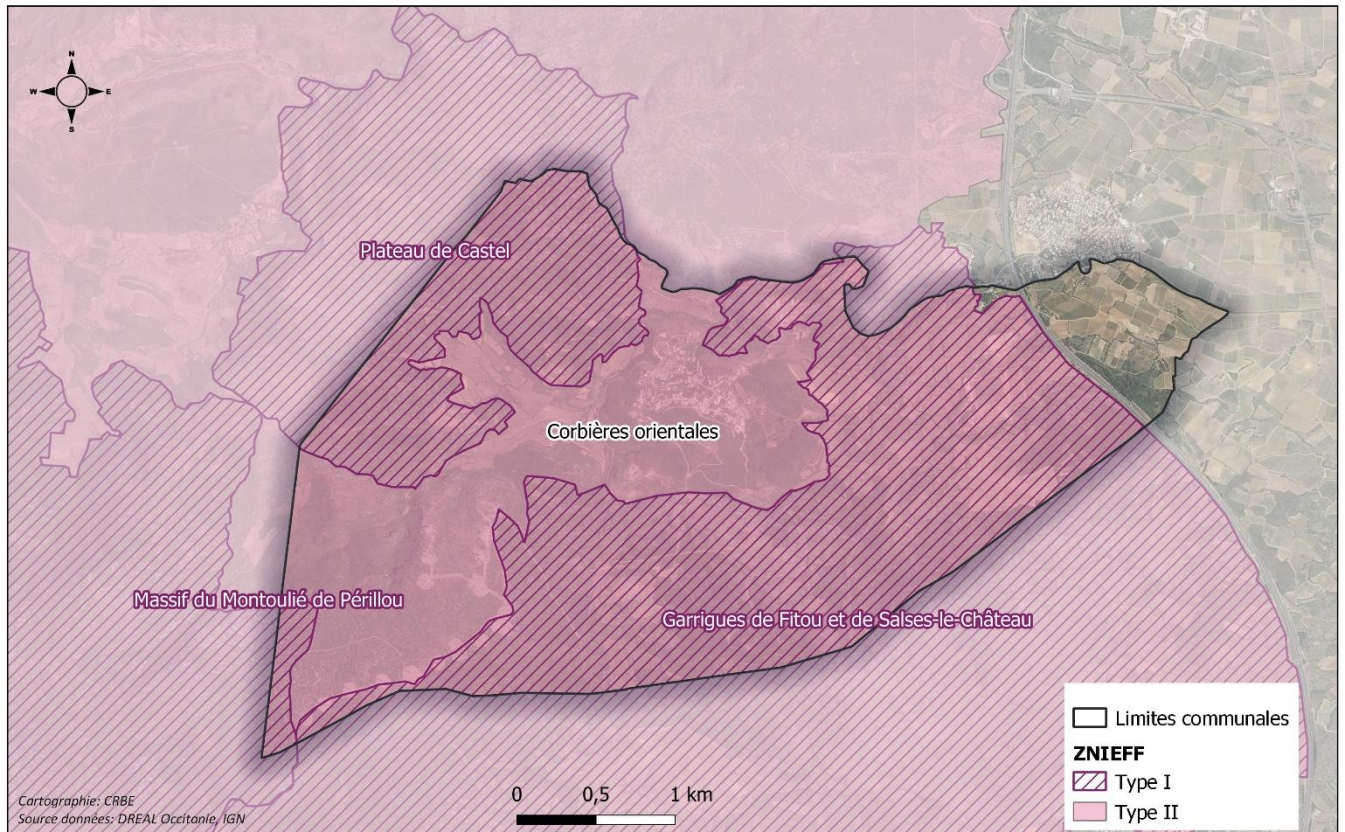 N
W E
S
Plateau de Castel
Corbières orientales
Massif du Montoulié de Périllou
Garrigues de Fitou et de Salses-le-Château
Limites communales
ZNIEFF
Type I
Type II
0 0,5 1 km
Cartographie: CRBE
Source données: DREAL Occitanie, IGN